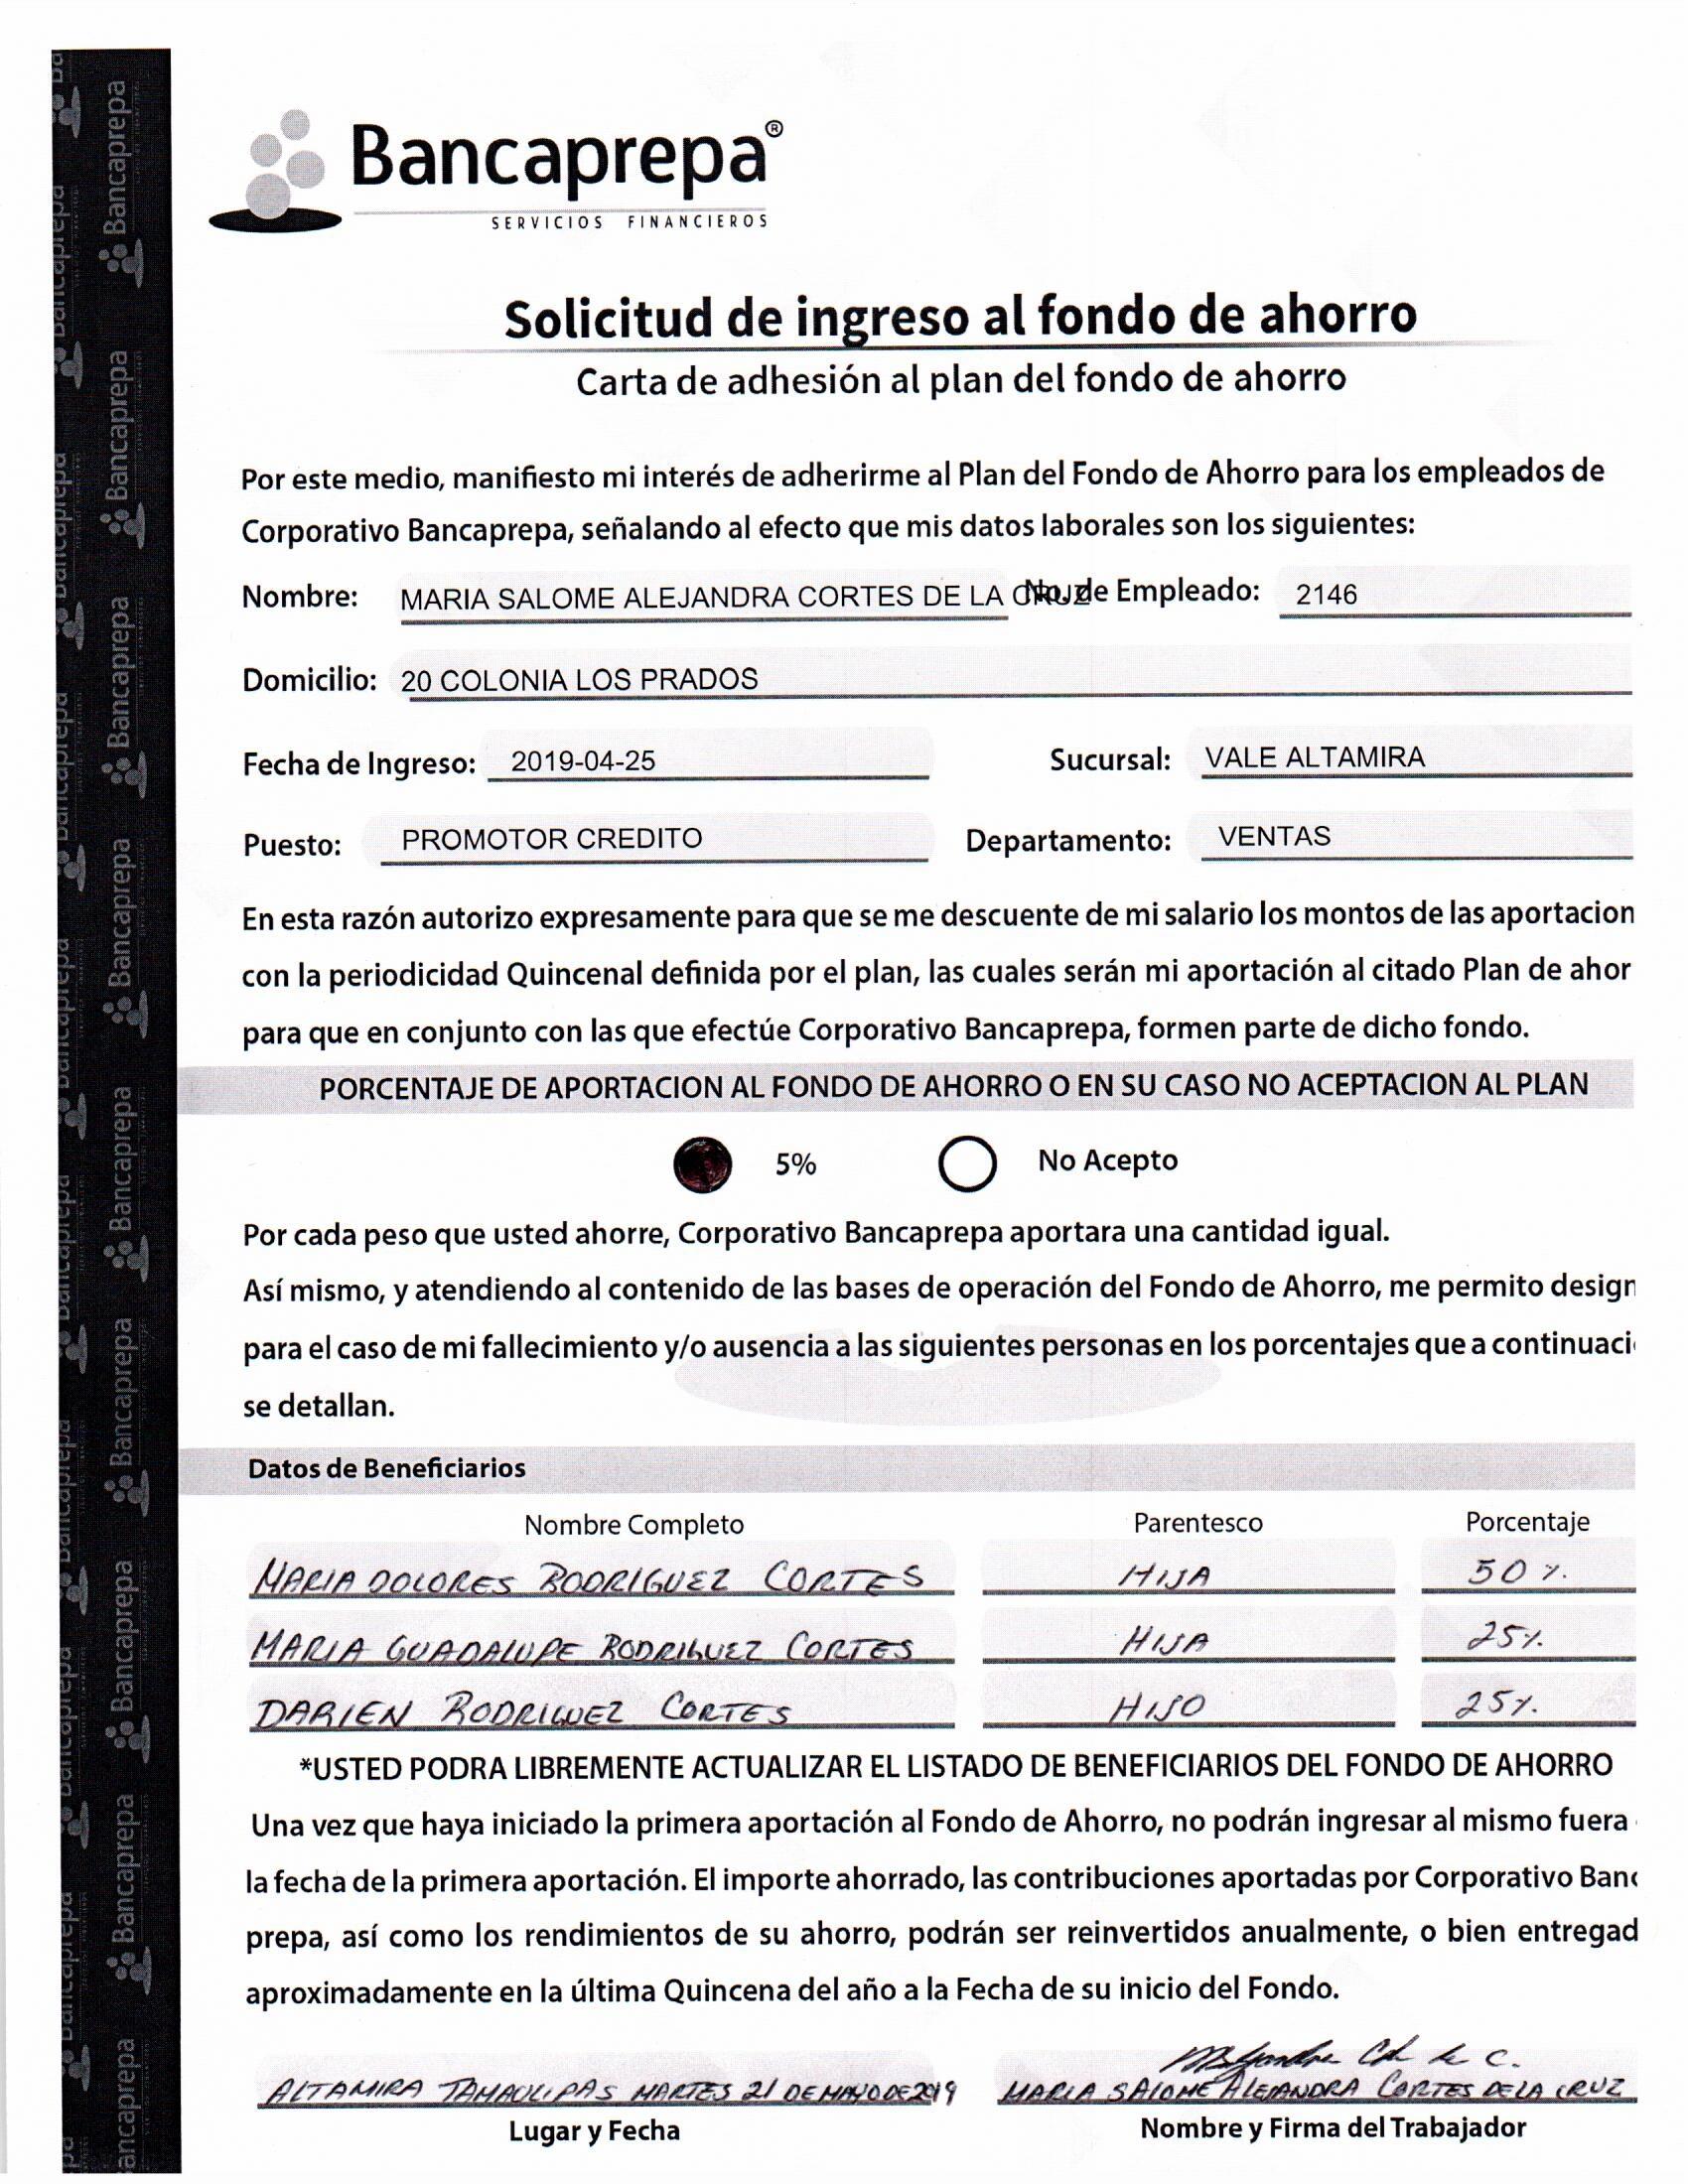 Bancaprepa®
SERVICIOS FINANCIEROS
Solicitud de ingreso al fondo de ahorro
Carta de adhesión al plan del fondo de ahorro
Por este medio, manifiesto mi interés de adherirme al Plan del Fondo de Ahorro para los empleados de
Corporativo Bancaprepa, señalando al efecto que mis datos laborales son los siguientes:
Nombre: MARIA SALOME ALEJANDRA CORTES DE LA CRUZ No. de Empleado: 2146
Domicilio: 20 COLONIA LOS PRADOS
Fecha de Ingreso: 2019-04-25 Sucursal: VALE ALTAMIRA
Puesto: PROMOTOR CREDITO Departamento: VENTAS
En esta razón autorizo expresamente para que se me descuente de mi salario los montos de las aportacion
con la periodicidad Quincenal definida por el plan, las cuales serán mi aportación al citado Plan de ahor
para que en conjunto con las que efectúe Corporativo Bancaprepa, formen parte de dicho fondo.
PORCENTAJE DE APORTACION AL FONDO DE AHORRO O EN SU CASO NO ACEPTACION AL PLAN
5% No Acepto
Por cada peso que usted ahorre, Corporativo Bancaprepa aportara una cantidad igual.
Así mismo, y atendiendo al contenido de las bases de operación del Fondo de Ahorro, me permito design
para el caso de mi fallecimiento y/o ausencia a las siguientes personas en los porcentajes que a continuaci
se detallan.
Datos de Beneficiarios
Nombre Completo Parentesco Porcentaje
MARIA DOLORES RODRIGUEZ CORTES HIJA 50 %.
MARIA GUADALUPE RODRIGUEZ CORTES HIJA 25%.
DARIEN RODRIGUEZ CORTES HIJO 25%.
*USTED PODRA LIBREMENTE ACTUALIZAR EL LISTADO DE BENEFICIARIOS DEL FONDO DE AHORRO
Una vez que haya iniciado la primera aportación al Fondo de Ahorro, no podrán ingresar al mismo fuera
la fecha de la primera aportación. El importe ahorrado, las contribuciones aportadas por Corporativo Banc
prepa, así como los rendimientos de su ahorro, podrán ser reinvertidos anualmente, o bien entregad
aproximadamente en la última Quincena del año a la Fecha de su inicio del Fondo.
ALTAMIRA TAMAULIPAS MARTES 21 DE MAYO DE 2019 MARIA SALOME ALEJANDRA CORTES DE LA CRUZ
Lugar y Fecha Nombre y Firma del Trabajador